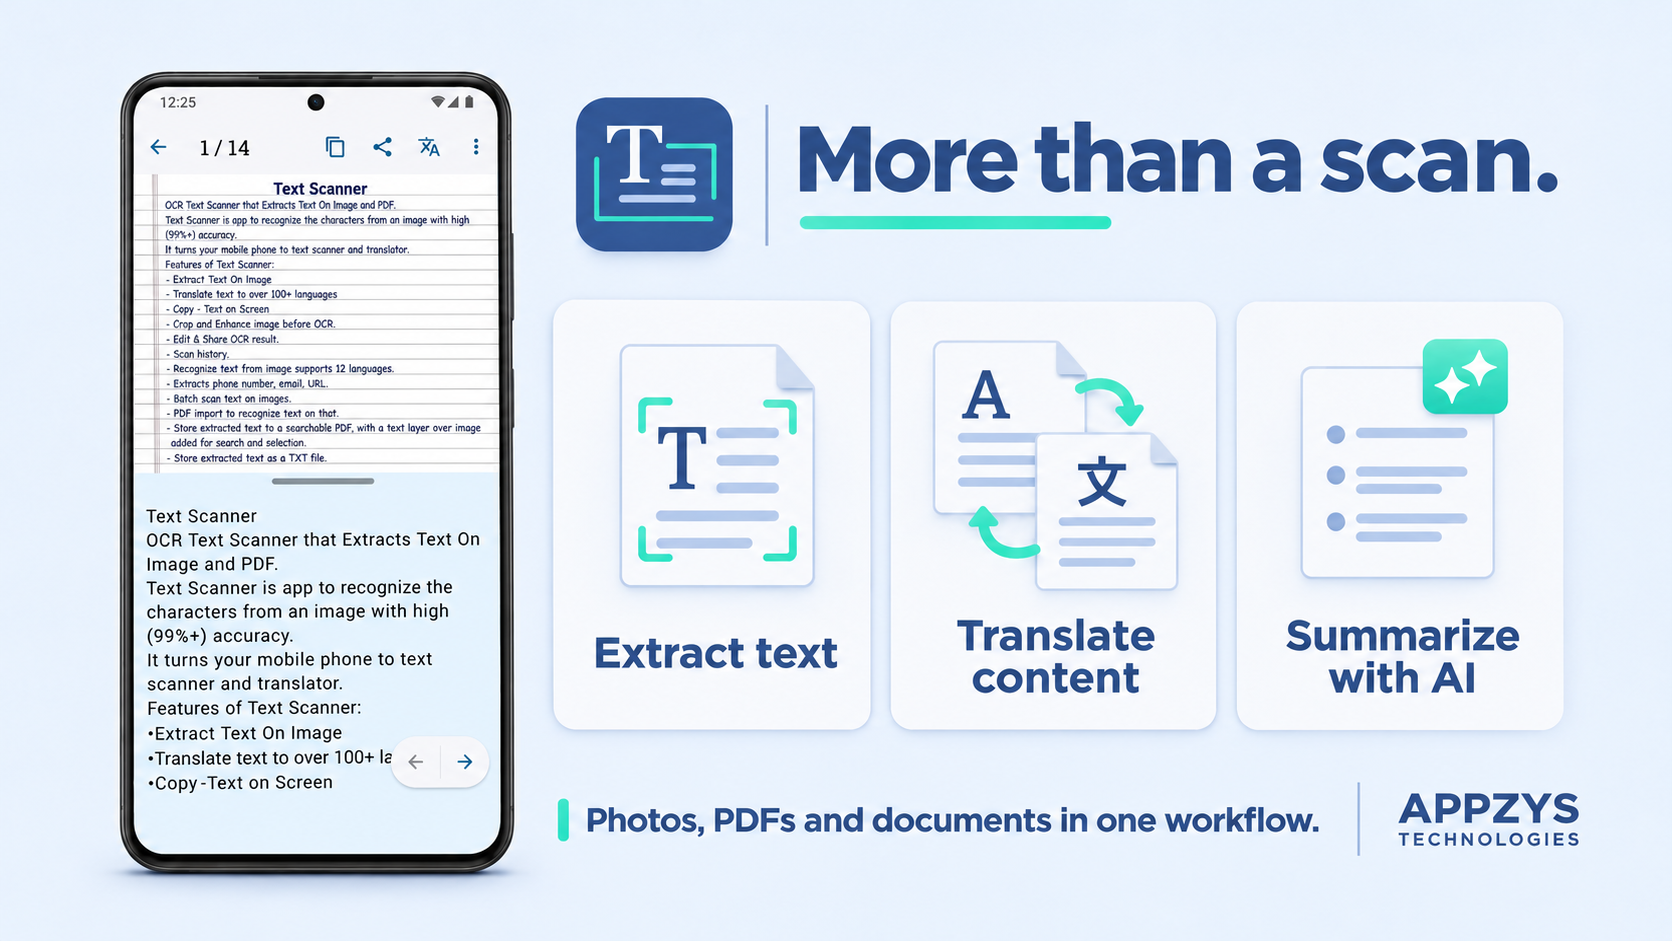 12:25
1 / 14
Text Scanner
OCR Text Scanner that Extracts Text On Image and PDF.
Text Scanner is app to recognize the characters from an image with high
(99%+) accuracy.
It turns your mobile phone to text scanner and translator.
Features of Text Scanner:
- Extract Text On Image
- Translate text to over 100+ languages
- Copy - Text on Screen
- Crop and Enhance image before OCR.
- Edit & Share OCR result.
- Scan history.
- Recognize text from image supports 12 languages.
- Extracts phone number, email, URL.
- Batch scan text on images.
- PDF import to recognize text on that.
- Store extracted text to a searchable PDF, with a text layer over image
added for search and selection.
- Store extracted text as a TXT file.
Text Scanner
OCR Text Scanner that Extracts Text On
Image and PDF.
Text Scanner is app to recognize the
characters from an image with high
(99%+) accuracy.
It turns your mobile phone to text
scanner and translator.
Features of Text Scanner:
•Extract Text On Image
•Translate text to over 100+ la
•Copy-Text on Screen
T
More than a scan.
T
Extract text
A
文
Translate
content
Summarize
with AI
Photos, PDFs and documents in one workflow.
APPZYS
TECHNOLOGIES